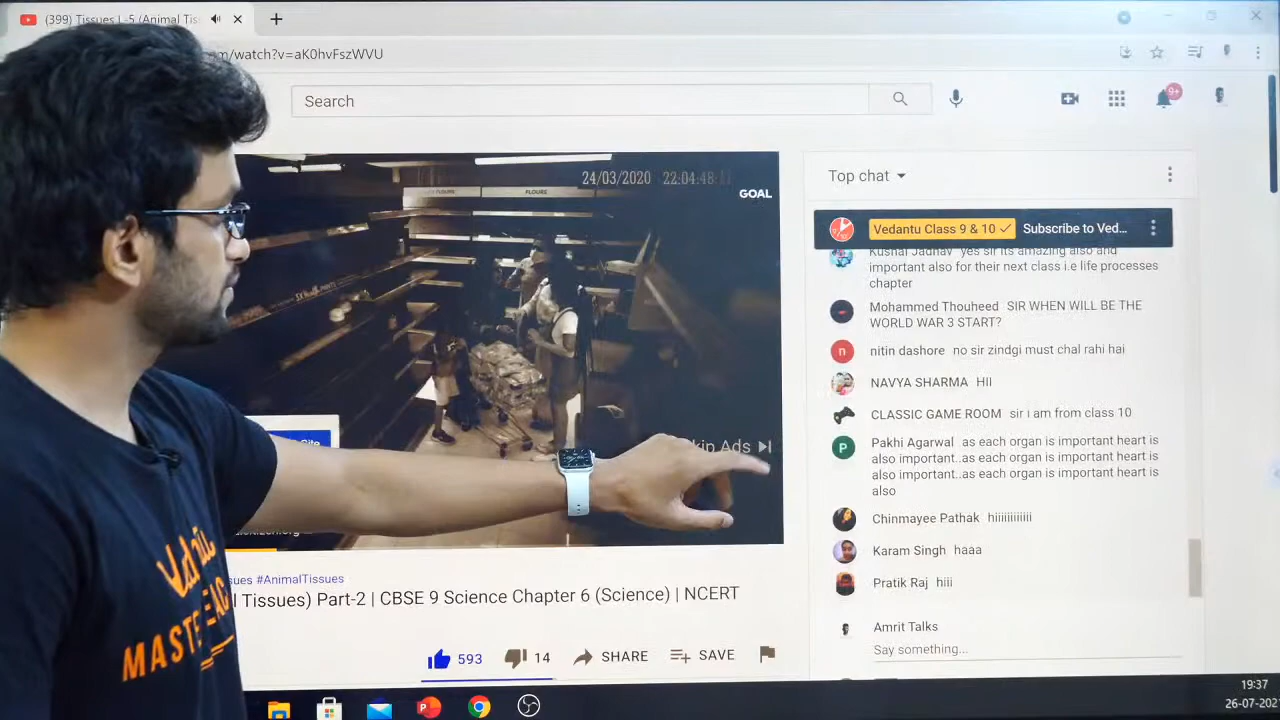 (399) Tissues L-5 (Animal Tis
m/watch?v=aK0hvFszWVU
Search
9+
24/03/2020 22:04:48
GOAL
FLOURE
Skip Ads
Site
Top chat
Vedantu Class 9 & 10 ✓ Subscribe to Ved...
Kushal Jadhav yes sir its amazing also and
important also for their next class i.e life processes
chapter
Mohammed Thouheed SIR WHEN WILL BE THE
WORLD WAR 3 START?
nitin dashore no sir zindgi must chal rahi hai
NAVYA SHARMA HII
CLASSIC GAME ROOM sir i am from class 10
Pakhi Agarwal as each organ is important heart is
also important..as each organ is important heart is
also important..as each organ is important heart is
also
Chinmayee Pathak hiiiiiiiiiiii
Karam Singh haaa
Pratik Raj hiii
Amrit Talks
Say something...
sues #AnimalTissues
l Tissues) Part-2 | CBSE 9 Science Chapter 6 (Science) | NCERT
593 14 SHARE SAVE
19:37
26-07-202
MASTE